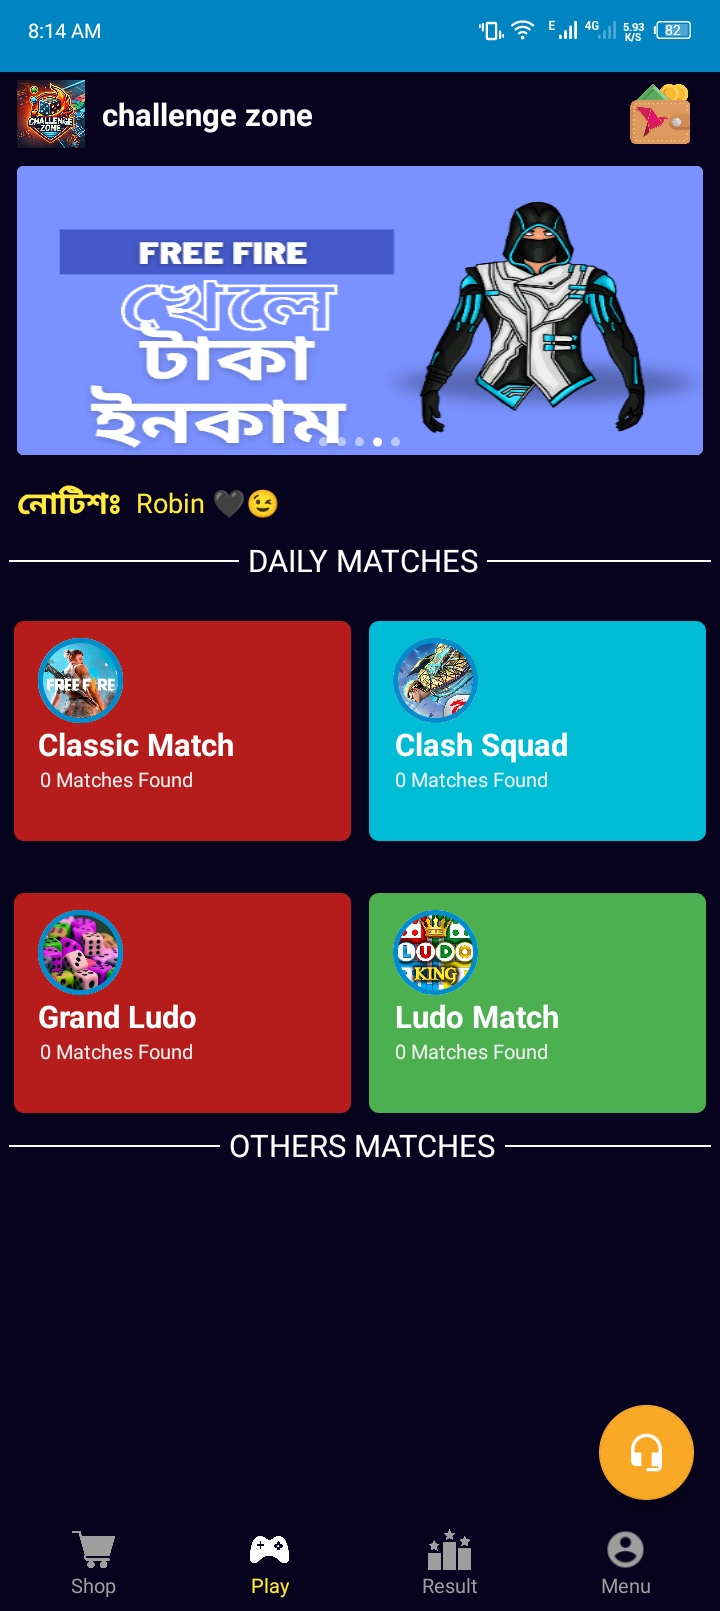 8:14 AM
E
4G
5.93
K/S
82
CHALLENGE
ZONE
challenge zone
FREE FIRE
খেলে
টাকা
ইনকাম
নোটিশঃ Robin 🖤😉
DAILY MATCHES
FREE FIRE
Classic Match
0 Matches Found
Clash Squad
0 Matches Found
Grand Ludo
0 Matches Found
LUDO
KING
Ludo Match
0 Matches Found
OTHERS MATCHES
Shop
Play
Result
Menu